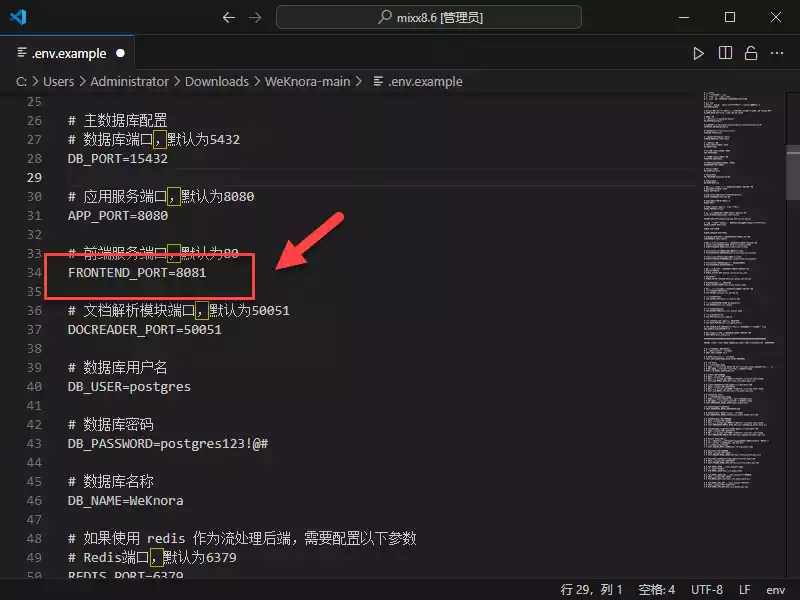 mixx8.6 [管理员]
.env.example
C: > Users > Administrator > Downloads > WeKnora-main > .env.example
25
26 # 主数据库配置
27 # 数据库端口，默认为5432
28 DB_PORT=15432
29
30 # 应用服务端口，默认为8080
31 APP_PORT=8080
32
33 # 前端服务端口，默认为80
34 FRONTEND_PORT=8081
35
36 # 文档解析模块端口，默认为50051
37 DOCREADER_PORT=50051
38
39 # 数据库用户名
40 DB_USER=postgres
41
42 # 数据库密码
43 DB_PASSWORD=postgres123!@#
44
45 # 数据库名称
46 DB_NAME=WeKnora
47
48 # 如果使用 redis 作为流处理后端，需要配置以下参数
49 # Redis端口，默认为6379
50 REDIS_PORT=6379
行 29，列 1 空格: 4 UTF-8 LF env